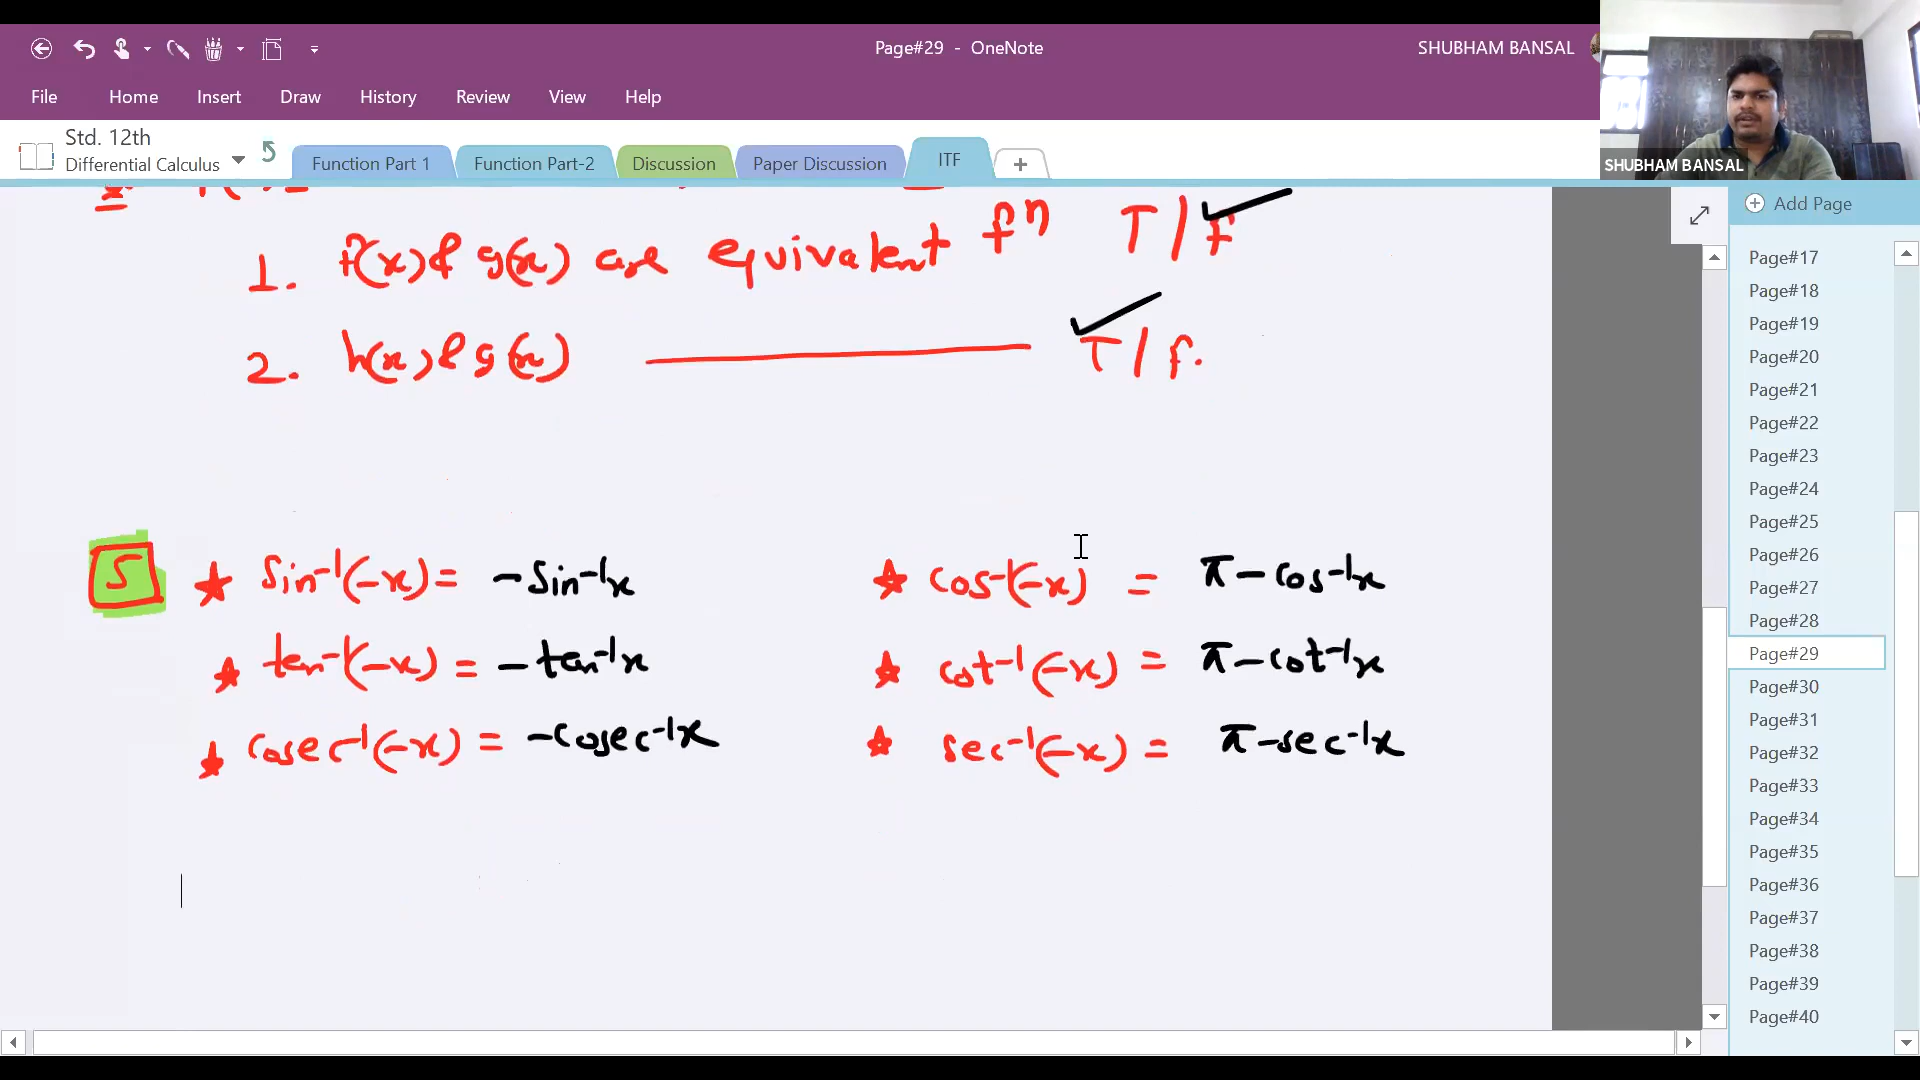 Page#29 - OneNote
SHUBHAM BANSAL
File Home Insert Draw History Review View Help
SHUBHAM BANSAL
Std. 12th
Differential Calculus
Function Part 1 Function Part-2 Discussion Paper Discussion ITF +
Add Page
1. f(x) & g(x) are equivalent fⁿ T / F
2. h(x) & g(x) ——— T / f.
5
★ sin⁻¹(-x) = -sin⁻¹x
★ cos⁻¹(-x) = π - cos⁻¹x
★ tan⁻¹(-x) = -tan⁻¹x
★ cot⁻¹(-x) = π - cot⁻¹x
★ cosec⁻¹(-x) = -cosec⁻¹x
★ sec⁻¹(-x) = π - sec⁻¹x
Page#17
Page#18
Page#19
Page#20
Page#21
Page#22
Page#23
Page#24
Page#25
Page#26
Page#27
Page#28
Page#29
Page#30
Page#31
Page#32
Page#33
Page#34
Page#35
Page#36
Page#37
Page#38
Page#39
Page#40